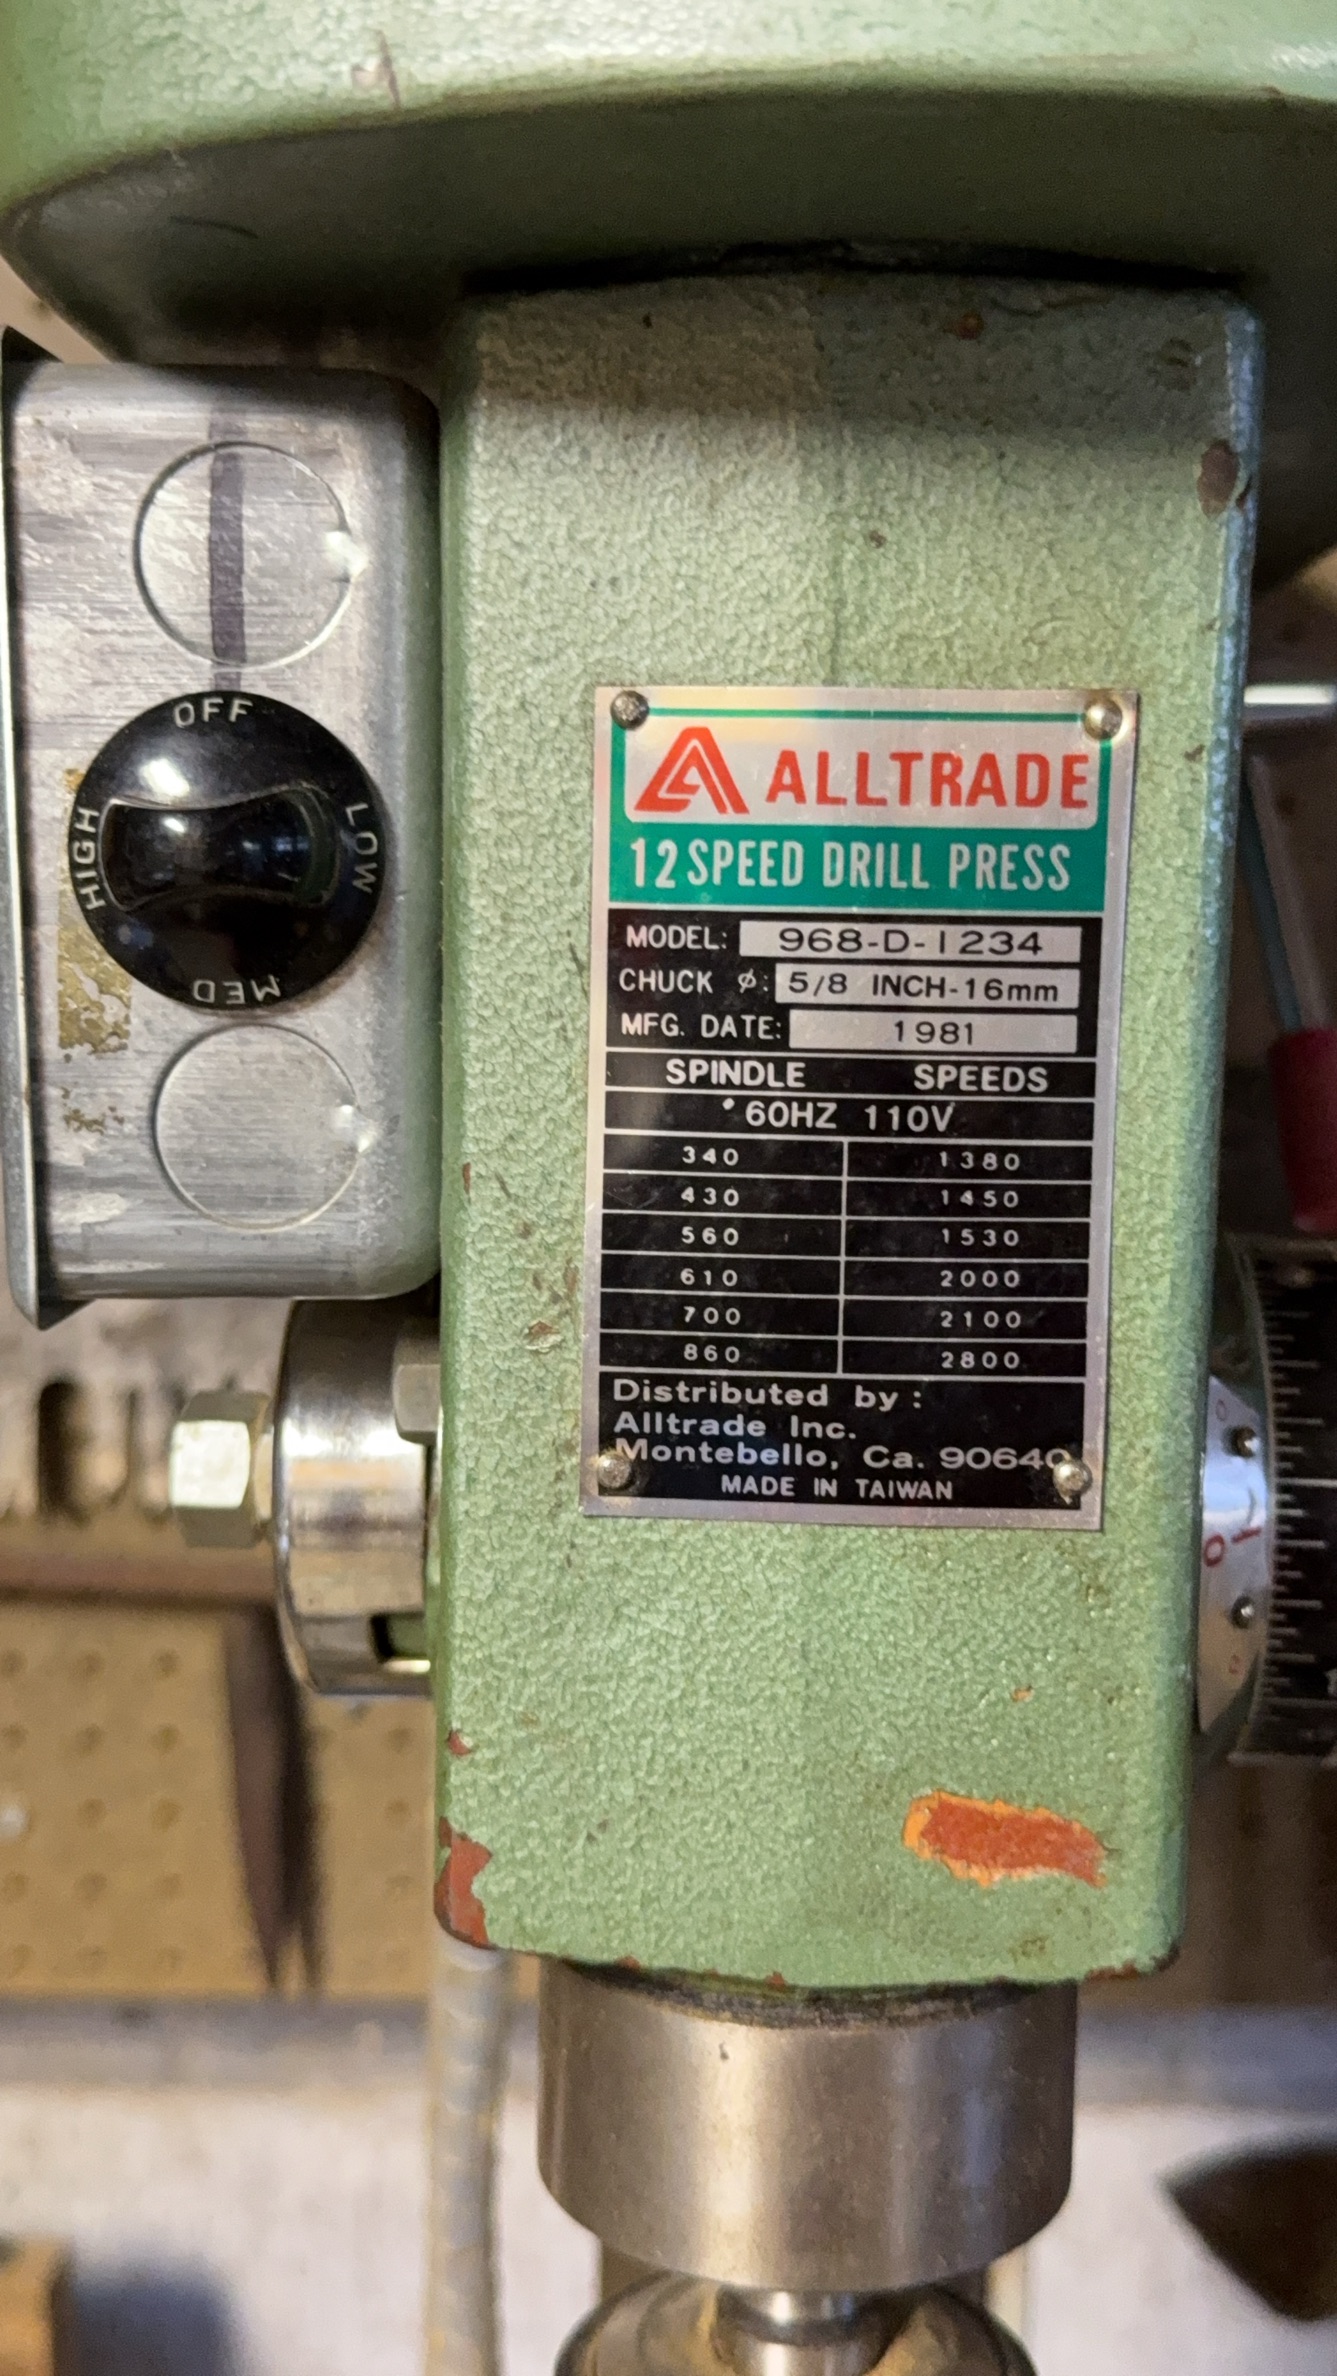 OFF
LOW
MED
HIGH
ALLTRADE
12 SPEED DRILL PRESS
MODEL: 968-D-1234
CHUCK ϕ: 5/8 INCH-16mm
MFG. DATE: 1981
SPINDLE SPEEDS
60HZ 110V
340 1380
430 1450
560 1530
610 2000
700 2100
860 2800
Distributed by :
Alltrade Inc.
Montebello, Ca. 90640
MADE IN TAIWAN
0